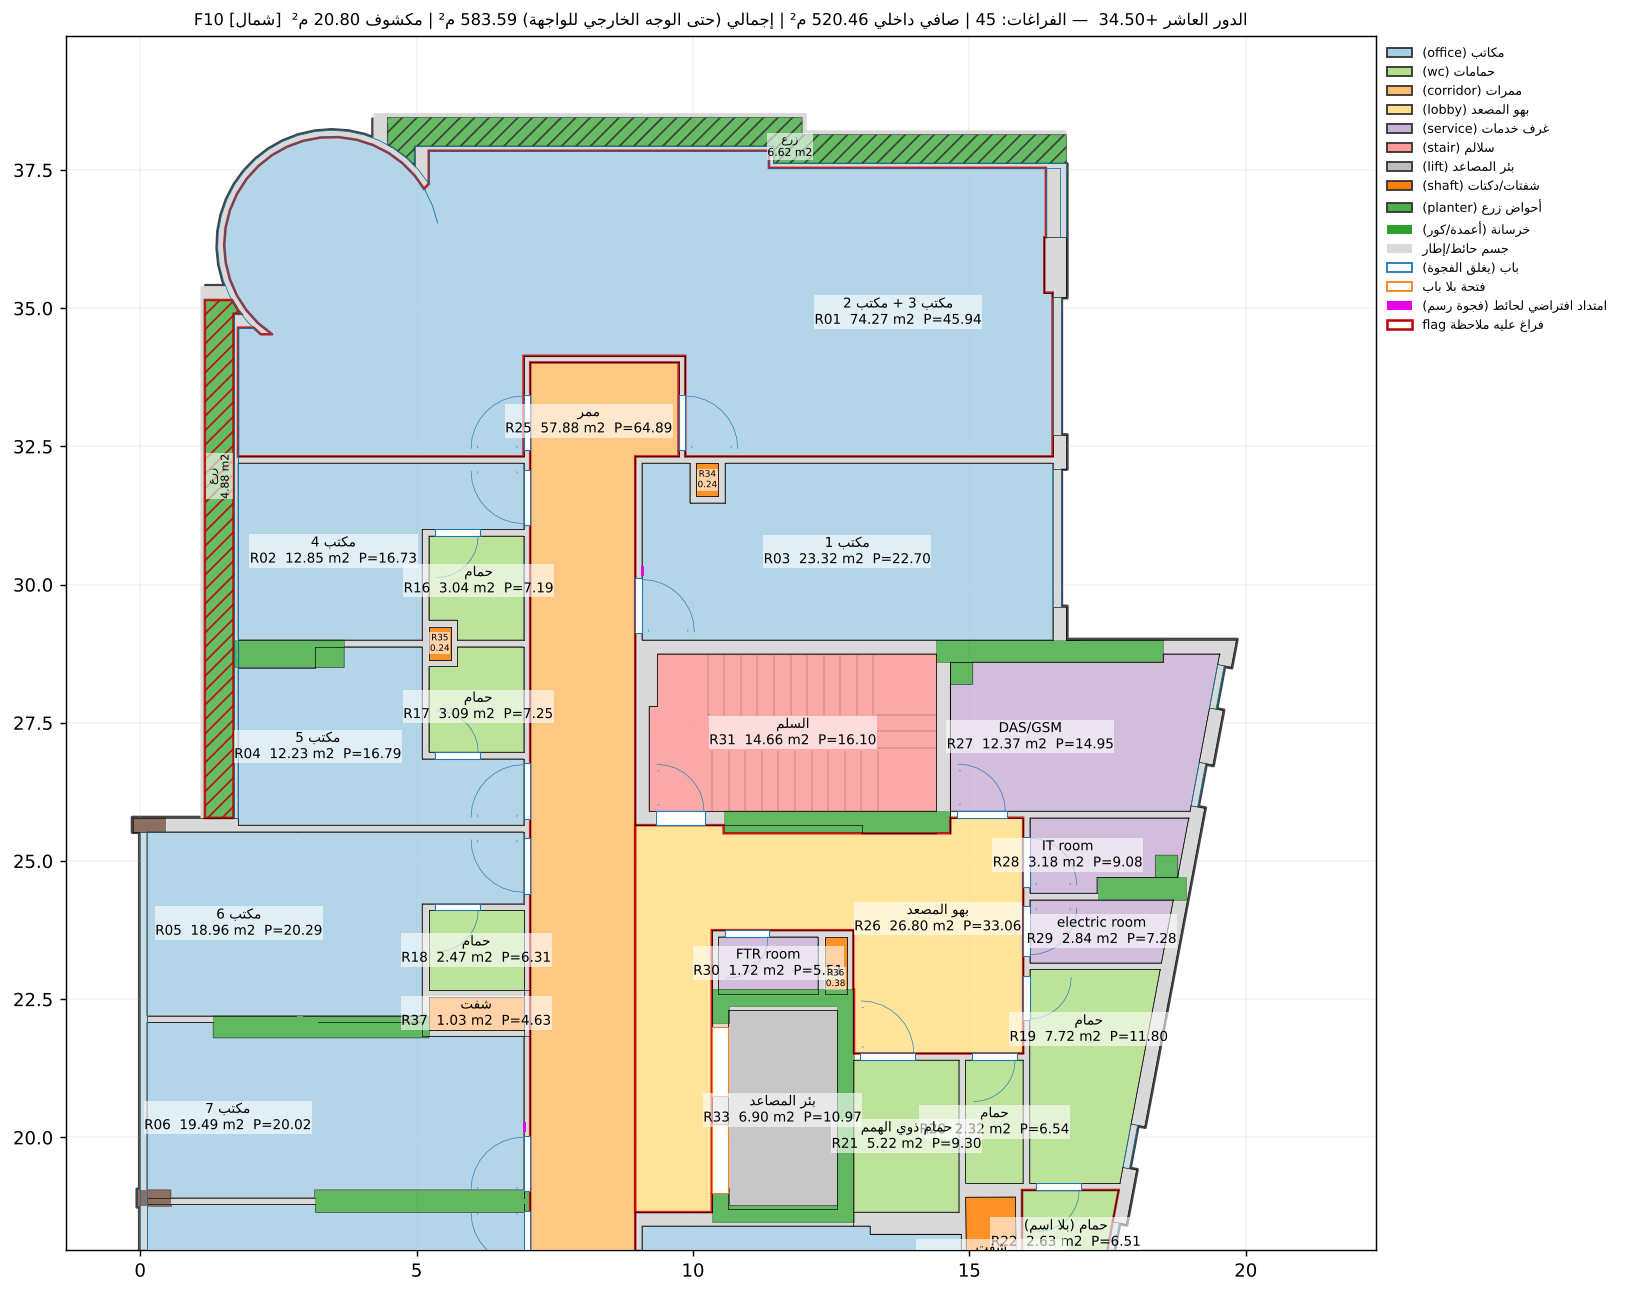 الدور العاشر +34.50 — الفراغات: 45 | صافي داخلي 520.46 م² | إجمالي (حتى الوجه الخارجي للواجهة) 583.59 م² | مكشوف 20.80 م² [شمال] F10
مكاتب (office)
حمامات (wc)
ممرات (corridor)
بهو المصعد (lobby)
غرف خدمات (service)
سلالم (stair)
بئر المصاعد (lift)
شفتات/دكتات (shaft)
أحواض زرع (planter)
خرسانة (أعمدة/كور)
جسم حائط/إطار
باب (يغلق الفجوة)
فتحة بلا باب
امتداد افتراضي لحائط (فجوة رسم)
فراغ عليه ملاحظة flag
زرع
6.62 m2
مكتب 3 + مكتب 2
R01 74.27 m2 P=45.94
ممر
R25 57.88 m2 P=64.89
زرع
4.88 m2
R34
0.24
مكتب 4
R02 12.85 m2 P=16.73
مكتب 1
R03 23.32 m2 P=22.70
حمام
R16 3.04 m2 P=7.19
R35
0.24
حمام
R17 3.09 m2 P=7.25
مكتب 5
R04 12.23 m2 P=16.79
السلم
R31 14.66 m2 P=16.10
DAS/GSM
R27 12.37 m2 P=14.95
IT room
R28 3.18 m2 P=9.08
مكتب 6
R05 18.96 m2 P=20.29
بهو المصعد
R26 26.80 m2 P=33.06
electric room
R29 2.84 m2 P=7.28
حمام
R18 2.47 m2 P=6.31
FTR room
R30 1.72 m2
R36
0.38
شفت
R37 1.03 m2 P=4.63
حمام
R19 7.72 m2 P=11.80
مكتب 7
R06 19.49 m2 P=20.02
بئر المصاعد
R33 6.90 m2 P=10.97
حمام
2.32 m2 P=6.54
حمام ذوي الهمم
R21 5.22 m2 P=9.30
حمام (بلا اسم)
R22 2.63 m2 P=6.51
37.5
35.0
32.5
30.0
27.5
25.0
22.5
20.0
0
5
10
15
20